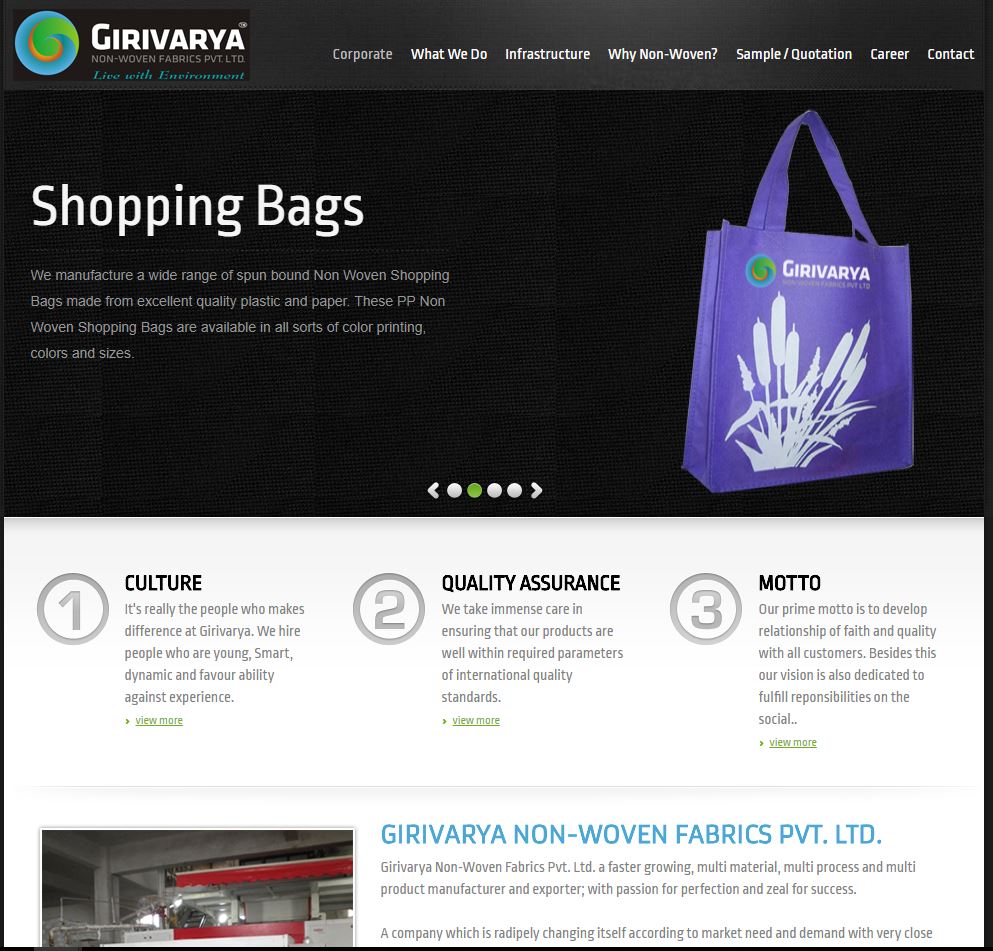 GIRIVARYA™
NON-WOVEN FABRICS PVT. LTD.
Live with Environment
Corporate What We Do Infrastructure Why Non-Woven? Sample / Quotation Career Contact
Shopping Bags
We manufacture a wide range of spun bound Non Woven Shopping
Bags made from excellent quality plastic and paper. These PP Non
Woven Shopping Bags are available in all sorts of color printing,
colors and sizes.
GIRIVARYA
NON-WOVEN FABRICS PVT LTD
1
CULTURE
It's really the people who makes
difference at Girivarya. We hire
people who are young, Smart,
dynamic and favour ability
against experience.
view more
2
QUALITY ASSURANCE
We take immense care in
ensuring that our products are
well within required parameters
of international quality
standards.
view more
3
MOTTO
Our prime motto is to develop
relationship of faith and quality
with all customers. Besides this
our vision is also dedicated to
fulfill reponsibilities on the
social..
view more
GIRIVARYA NON-WOVEN FABRICS PVT. LTD.
Girivarya Non-Woven Fabrics Pvt. Ltd. a faster growing, multi material, multi process and multi
product manufacturer and exporter; with passion for perfection and zeal for success.
A company which is radipely changing itself according to market need and demand with very close